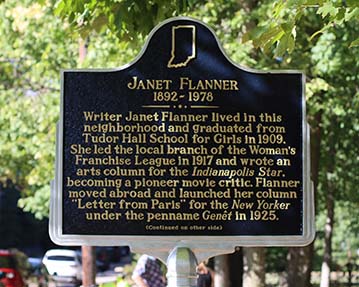 JANET FLANNER
1892-1978
Writer Janet Flanner lived in this
neighborhood and graduated from
Tudor Hall School for Girls in 1909.
She led the local branch of the Woman's
Franchise League in 1917 and wrote an
arts column for the Indianapolis Star,
becoming a pioneer movie critic. Flanner
moved abroad and launched her column
"Letter from Paris" for the New Yorker
under the penname Genêt in 1925.
(Continued on other side)